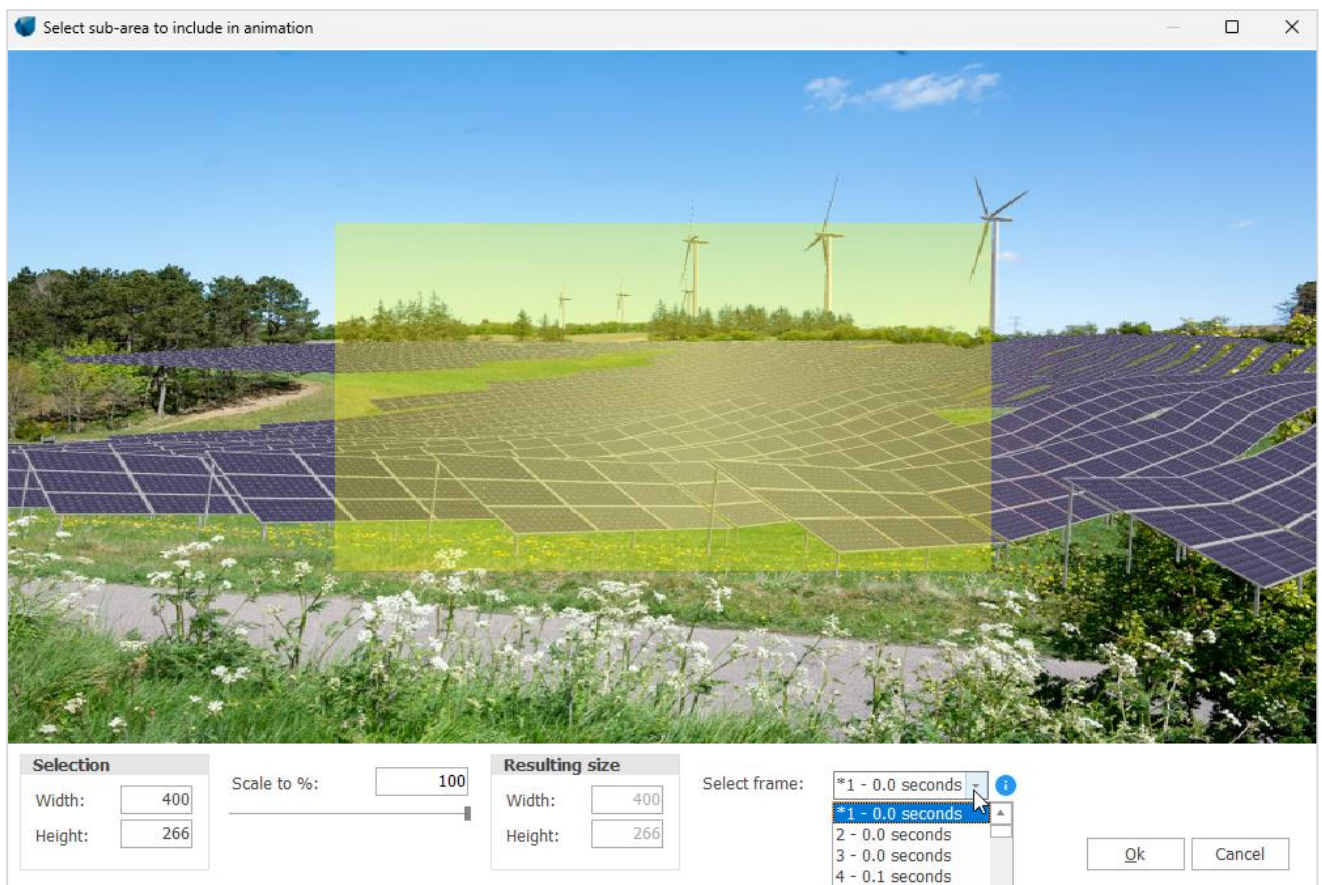 Select sub-area to include in animation
Selection
Width: 400
Height: 266
Scale to %: 100
Resulting size
Width: 400
Height: 266
Select frame: *1 - 0.0 seconds
*1 - 0.0 seconds
2 - 0.0 seconds
3 - 0.0 seconds
4 - 0.1 seconds
Ok
Cancel